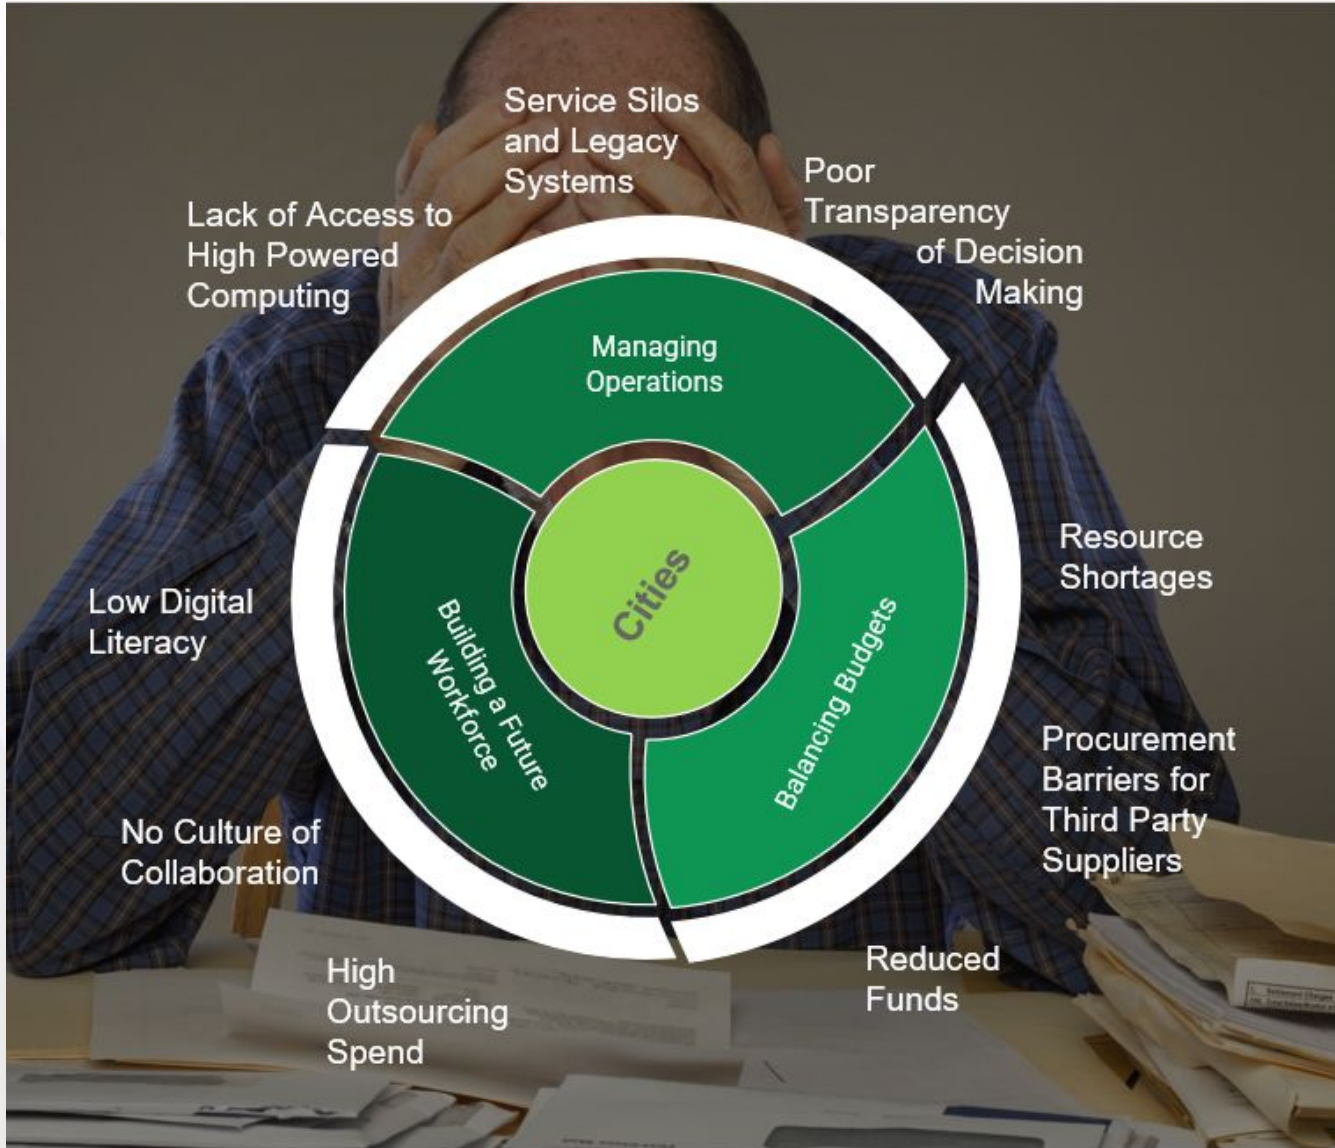 Service Silos
and Legacy
Systems
Poor
Transparency
of Decision
Making
Lack of Access to
High Powered
Computing
Managing
Operations
Cities
Resource
Shortages
Low Digital
Literacy
Building a Future
Workforce
Balancing Budgets
Procurement
Barriers for
Third Party
Suppliers
No Culture of
Collaboration
Reduced
Funds
High
Outsourcing
Spend